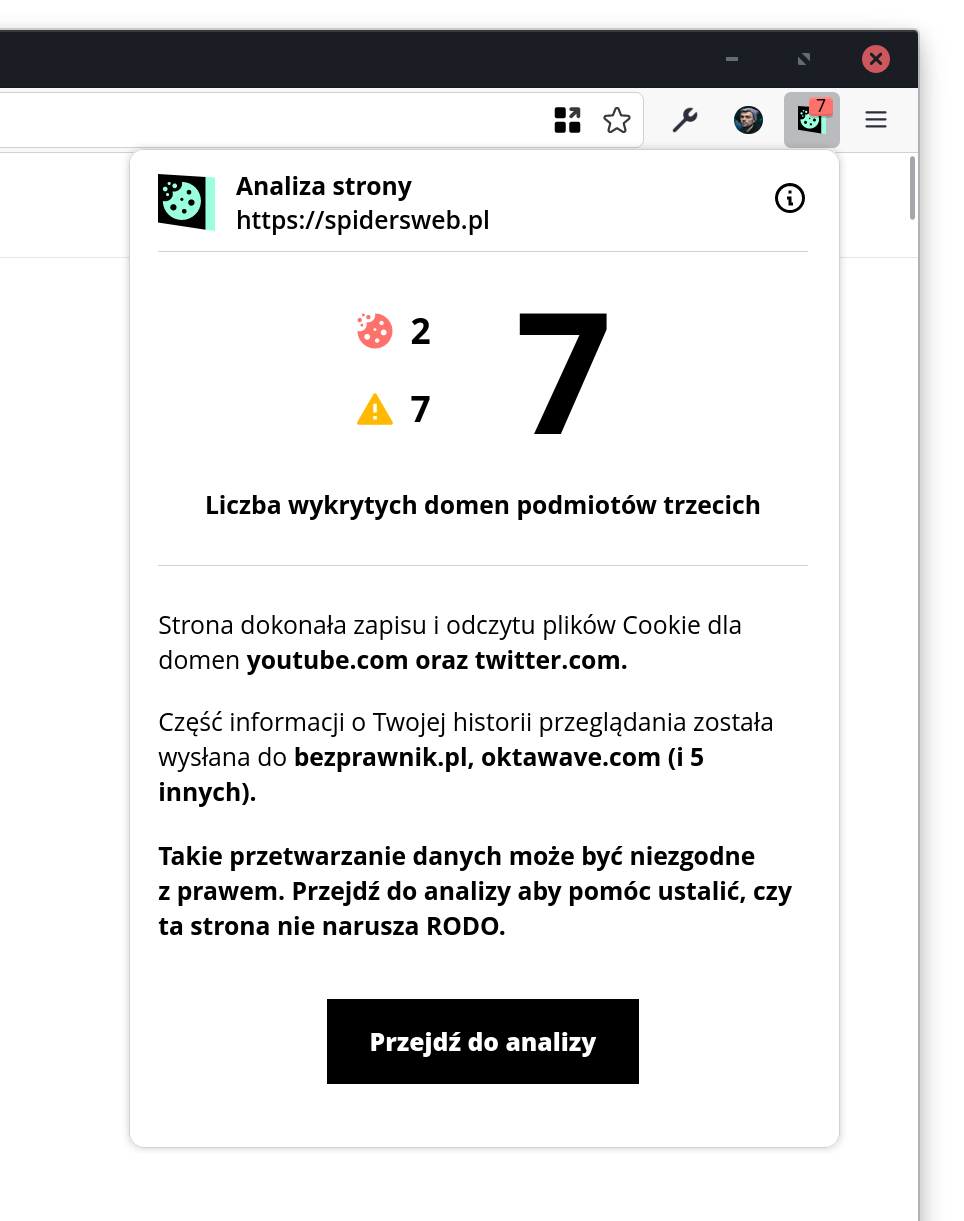 7
Analiza strony
https://spidersweb.pl
2
7
7
Liczba wykrytych domen podmiotów trzecich
Strona dokonała zapisu i odczytu plików Cookie dla
domen youtube.com oraz twitter.com.
Część informacji o Twojej historii przeglądania została
wysłana do bezprawnik.pl, oktawave.com (i 5
innych).
Takie przetwarzanie danych może być niezgodne
z prawem. Przejdź do analizy aby pomóc ustalić, czy
ta strona nie narusza RODO.
Przejdź do analizy